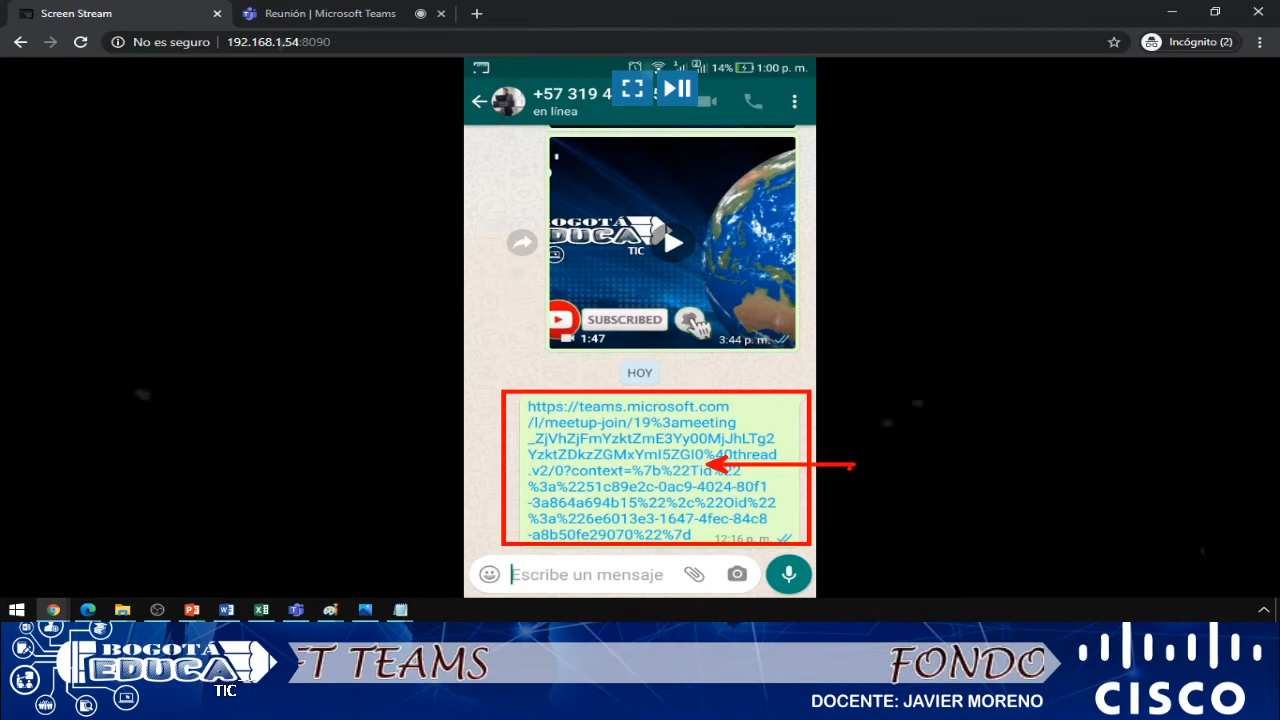 Screen Stream
Reunión | Microsoft Teams
No es seguro
192.168.1.54:8090
Incógnito (2)
14%
1:00 p. m.
+57 319 4
en línea
BOGOTÁ
EDUCA
TIC
SUBSCRIBED
1:47
3:44 p. m.
HOY
https://teams.microsoft.com
/l/meetup-join/19%3ameeting
_ZjVhZjFmYzktZmE3Yy00MjJhLTg2
YzktZDkzZGMxYmI5ZGI0%40thread
.v2/0?context=%7b%22Tid%22
%3a%2251c89e2c-0ac9-4024-80f1
-3a864a694b15%22%2c%22Oid%22
%3a%226e6013e3-1647-4fec-84c8
-a8b50fe29070%22%7d
12:16 p. m.
Escribe un mensaje
BOGOTÁ
EDUCA
TIC
FT TEAMS
FONDO
DOCENTE: JAVIER MORENO
CISCO